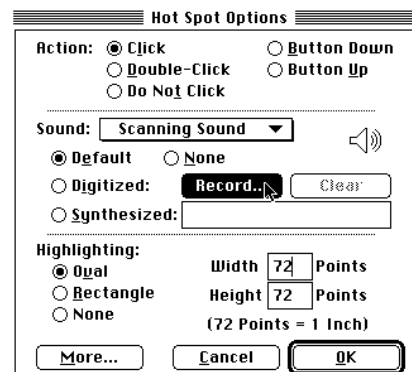 Hot Spot Options
Action: Click Button Down
Double-Click Button Up
Do Not Click
Sound: Scanning Sound
Default None
Digitized: Record... Clear
Synthesized:
Highlighting:
Oval Width 72 Points
Rectangle Height 72 Points
None (72 Points = 1 Inch)
More... Cancel OK